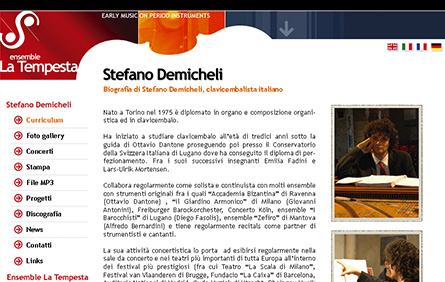 EARLY MUSIC ON PERIOD INSTRUMENTS
ensemble
La Tempesta
Stefano Demicheli
Biografia di Stefano Demicheli, clavicembalista italiano
Stefano Demicheli
Curriculum
Foto gallery
Concerti
Stampa
File MP3
Progetti
Discografia
News
Contatti
Links
Ensemble La Tempesta
Nato a Torino nel 1975 è diplomato in organo e composizione organi-
stica ed in clavicembalo.
Ha iniziato a studiare clavicembalo all'età di tredici anni sotto la
guida di Ottavio Dantone proseguendo poi presso il Conservatorio
della Svizzera Italiana di Lugano dove ha conseguito il diploma di per-
fezionamento. Fra i suoi successivi insegnanti Emilia Fadini e
Lars-Ulrik Mortensen.
Collabora regolarmente come solista e continuista con molti ensemble
con strumenti originali fra i quali "Accademia Bizantina" di Ravenna
(Ottavio Dantone) , "il Giardino Armonico" di Milano (Giovanni
Antonini), Freiburger Barockorchester, Concerto Köln, ensemble "I
Barocchisti" di Lugano (Diego Fasolis), ensemble "Zefiro" di Mantova
(Alfredo Bernardini) e tiene regolarmente recitals come partner di
strumentisti e cantanti.
La sua attività concertistica lo porta ad esibirsi regolarmente nella
sale da concerto e nei teatri più importanti di tutta Europa all'interno
dei festival più prestigiosi (fra cui Teatro "La Scala di Milano",
Festival van Vlaanderen di Brugge, Fundacio "La Caixa" di Barcelona,